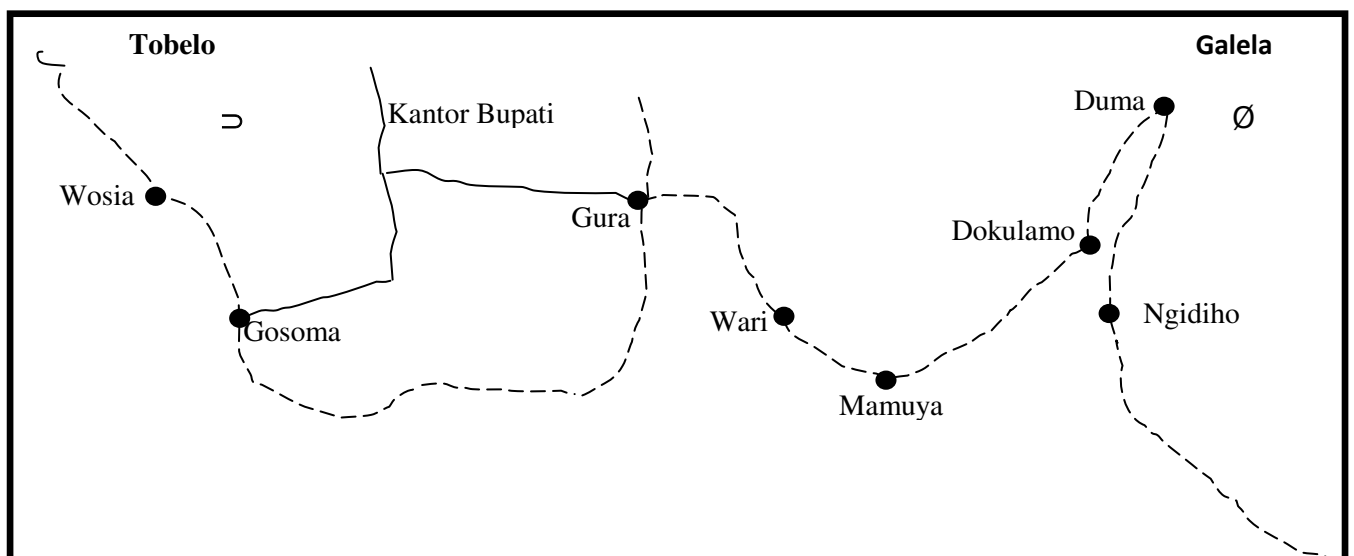 Tobelo
Galela
Duma
Ø
⊃
Kantor Bupati
Wosia
Gura
Dokulamo
Gosoma
Wari
Ngidiho
Mamuya